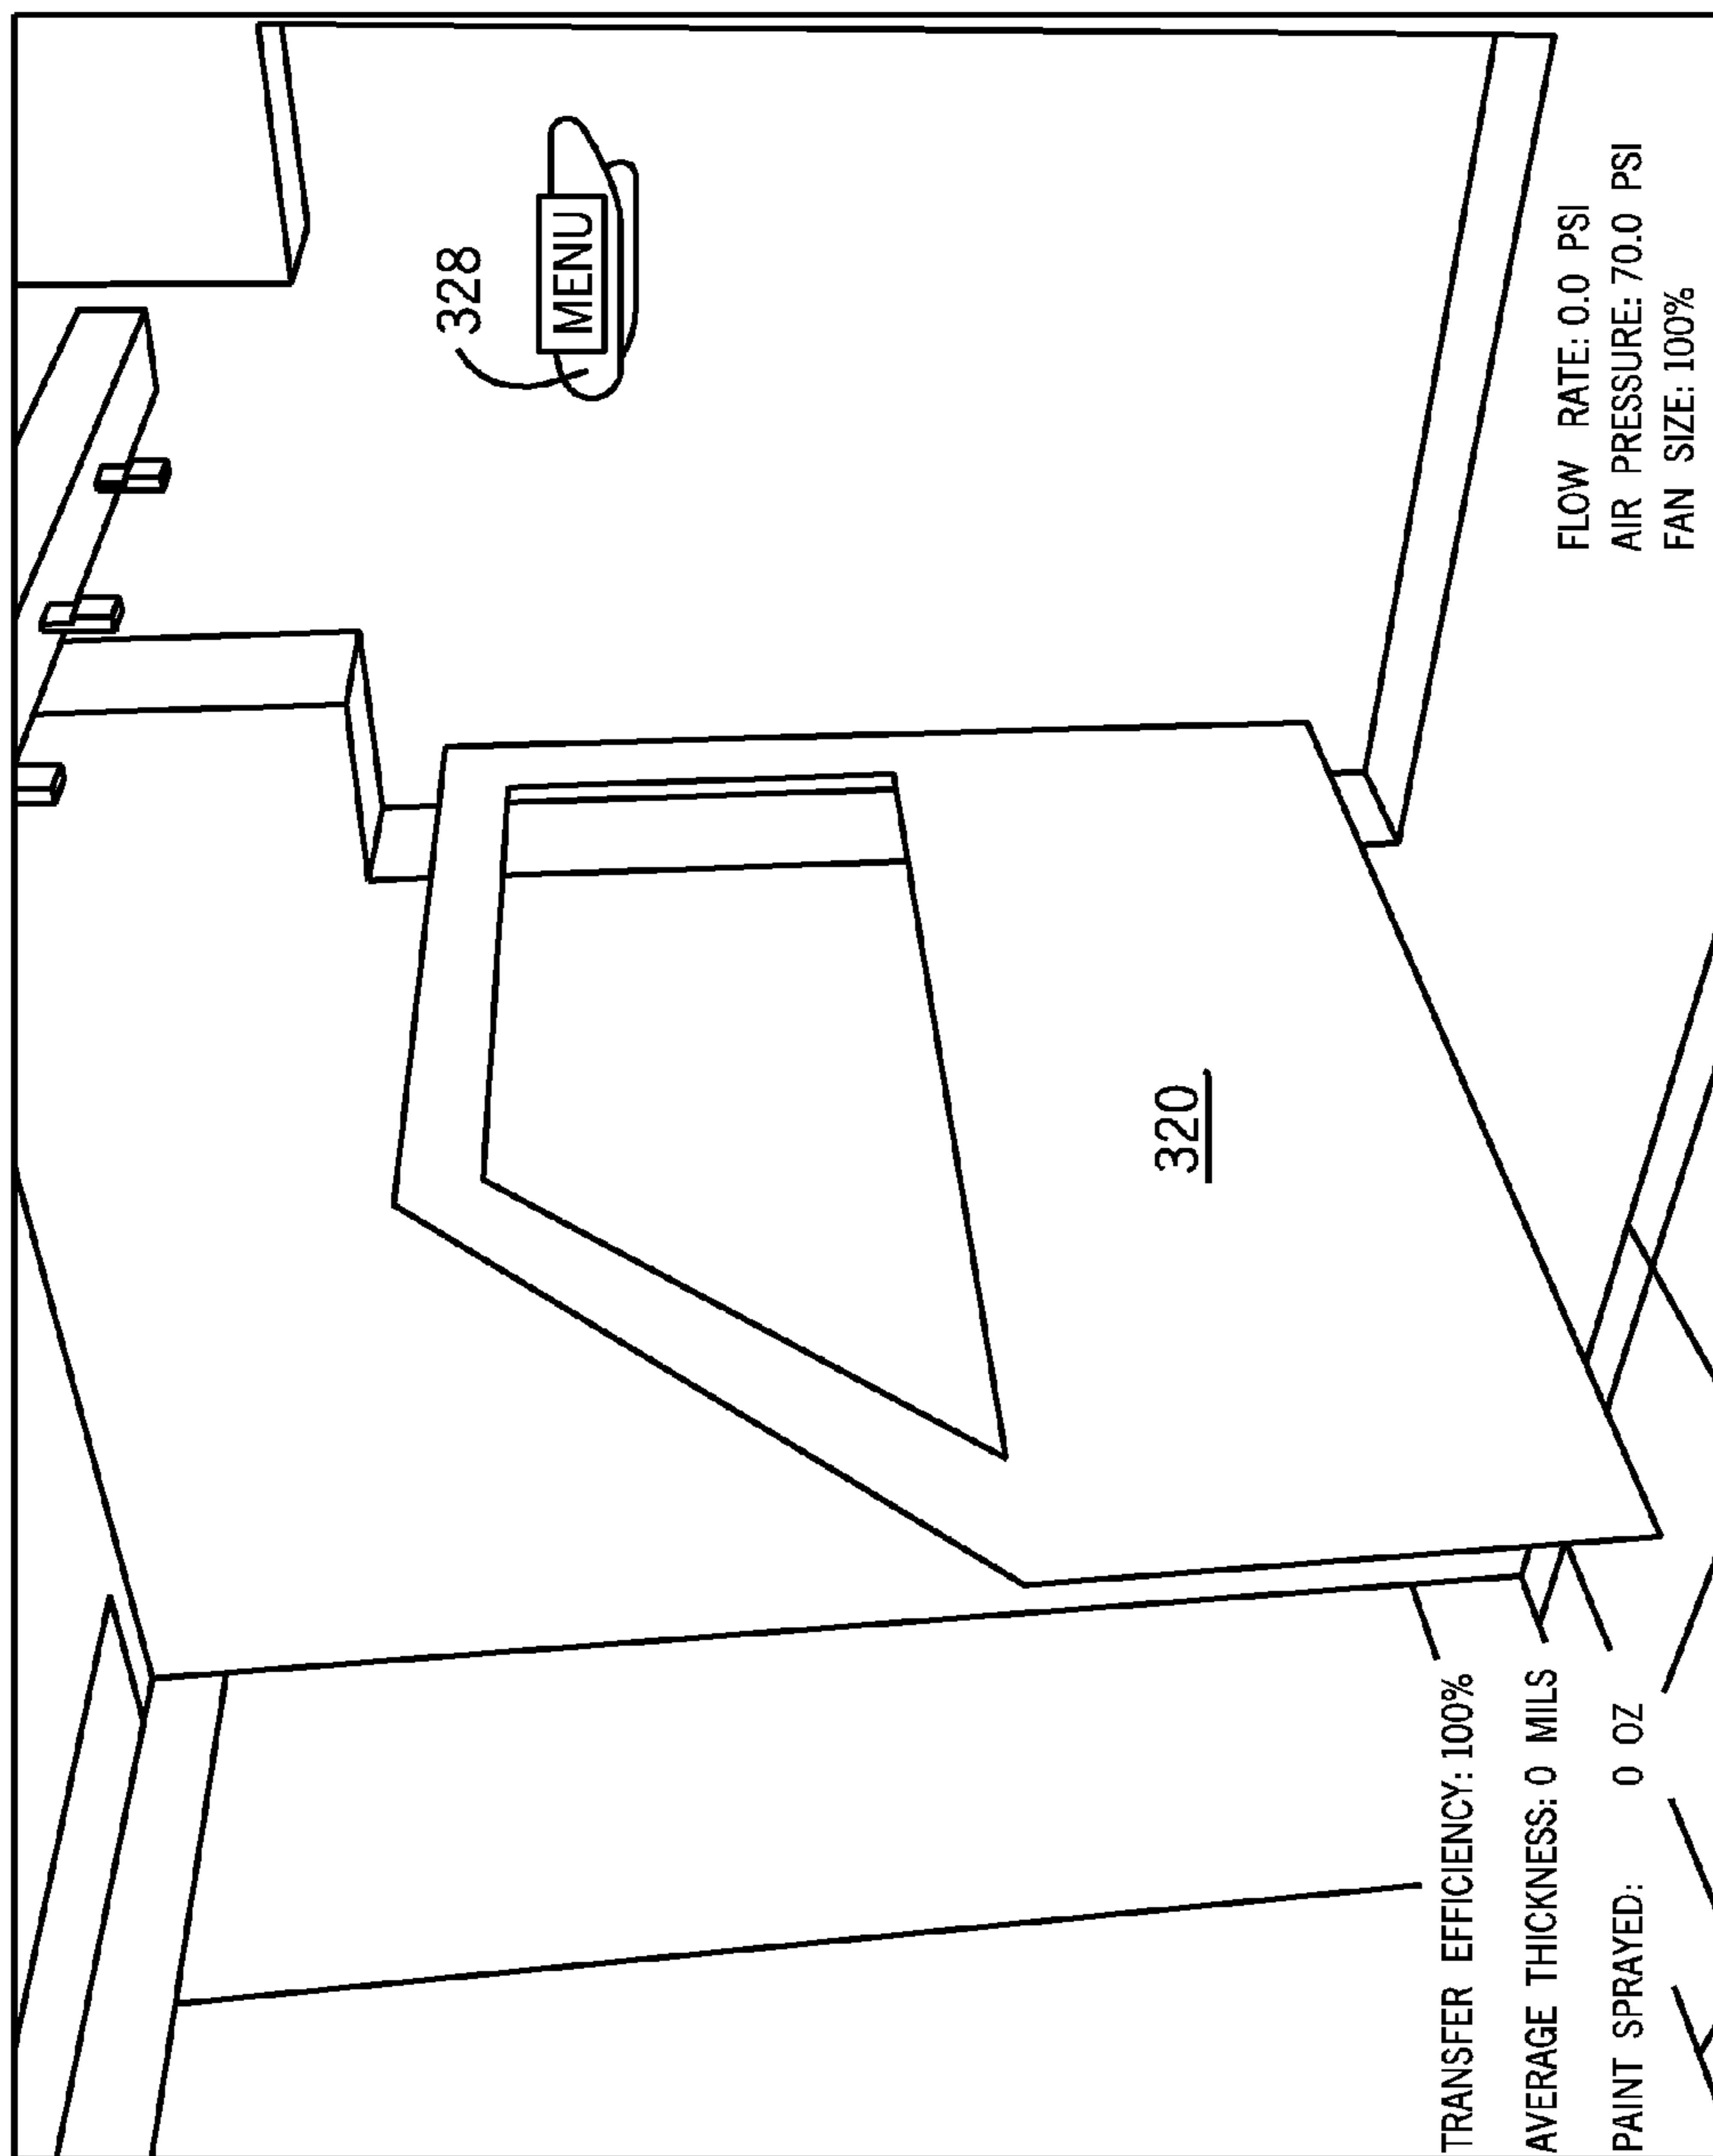 328
MENU
320
TRANSFER EFFICIENCY: 100%
AVERAGE THICKNESS: 0 MILS
PAINT SPRAYED: 0 OZ
FLOW RATE: 0.0 PSI
AIR PRESSURE: 70.0 PSI
FAN SIZE: 100%